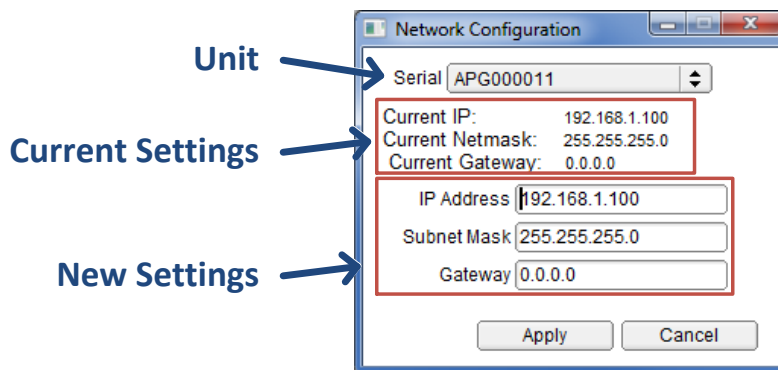 Network Configuration
Unit
Serial APG000011
Current Settings
Current IP: 192.168.1.100
Current Netmask: 255.255.255.0
Current Gateway: 0.0.0.0
New Settings
IP Address 192.168.1.100
Subnet Mask 255.255.255.0
Gateway 0.0.0.0
Apply Cancel